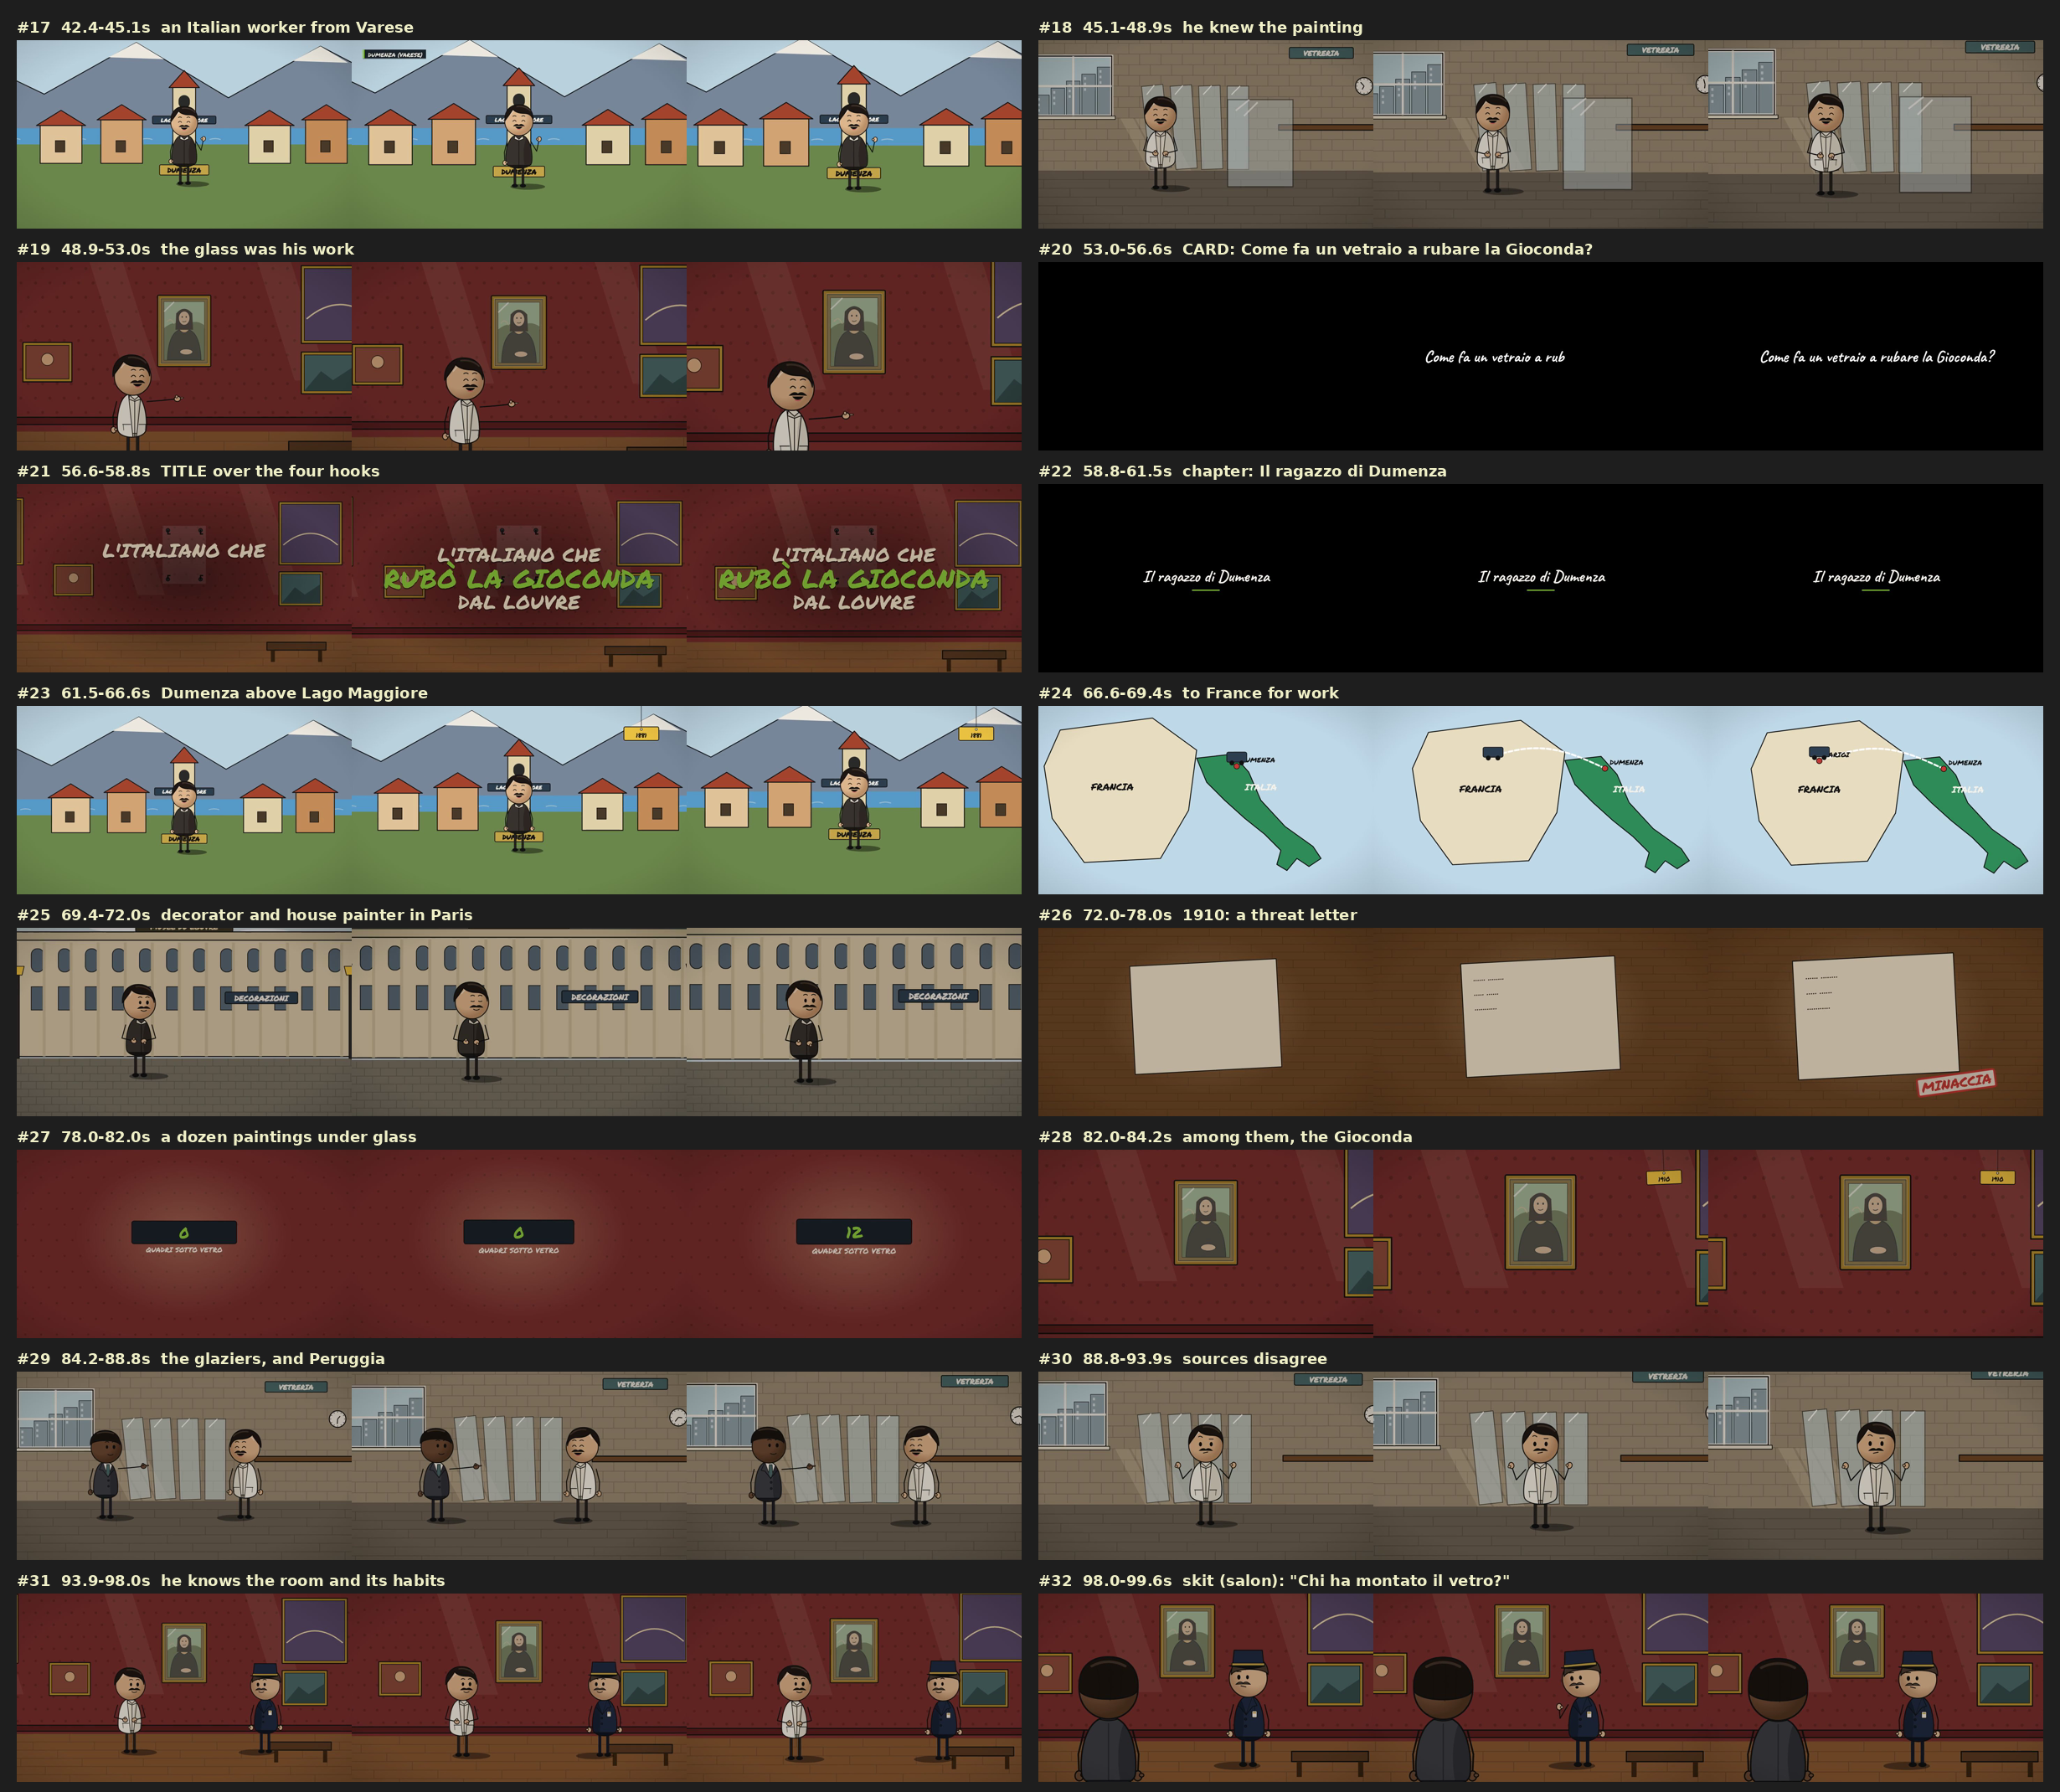 #17 42.4-45.1s an Italian worker from Varese
DUMENZA (VARESE)
DUMENZA
DUMENZA
DUMENZA
#18 45.1-48.9s he knew the painting
VETRERIA
VETRERIA
VETRERIA
#19 48.9-53.0s the glass was his work
#20 53.0-56.6s CARD: Come fa un vetraio a rubare la Gioconda?
Come fa un vetraio a rub
Come fa un vetraio a rubare la Gioconda?
#21 56.6-58.8s TITLE over the four hooks
L'ITALIANO CHE
L'ITALIANO CHE
RUBÒ LA GIOCONDA
DAL LOUVRE
L'ITALIANO CHE
RUBÒ LA GIOCONDA
DAL LOUVRE
#22 58.8-61.5s chapter: Il ragazzo di Dumenza
Il ragazzo di Dumenza
Il ragazzo di Dumenza
Il ragazzo di Dumenza
#23 61.5-66.6s Dumenza above Lago Maggiore
DUMENZA
DUMENZA
DUMENZA
#24 66.6-69.4s to France for work
UMENZA
FRANCIA
ITALIA
DUMENZA
FRANCIA
ITALIA
ARIGI
DUMENZA
FRANCIA
ITALIA
#25 69.4-72.0s decorator and house painter in Paris
DECORAZIONI
DECORAZIONI
DECORAZIONI
#26 72.0-78.0s 1910: a threat letter
MINACCIA
#27 78.0-82.0s a dozen paintings under glass
0
QUADRI SOTTO VETRO
0
QUADRI SOTTO VETRO
12
QUADRI SOTTO VETRO
#28 82.0-84.2s among them, the Gioconda
1910
1910
#29 84.2-88.8s the glaziers, and Peruggia
VETRERIA
VETRERIA
VETRERIA
#30 88.8-93.9s sources disagree
VETRERIA
VETRERIA
VETRERIA
#31 93.9-98.0s he knows the room and its habits
#32 98.0-99.6s skit (salon): "Chi ha montato il vetro?"